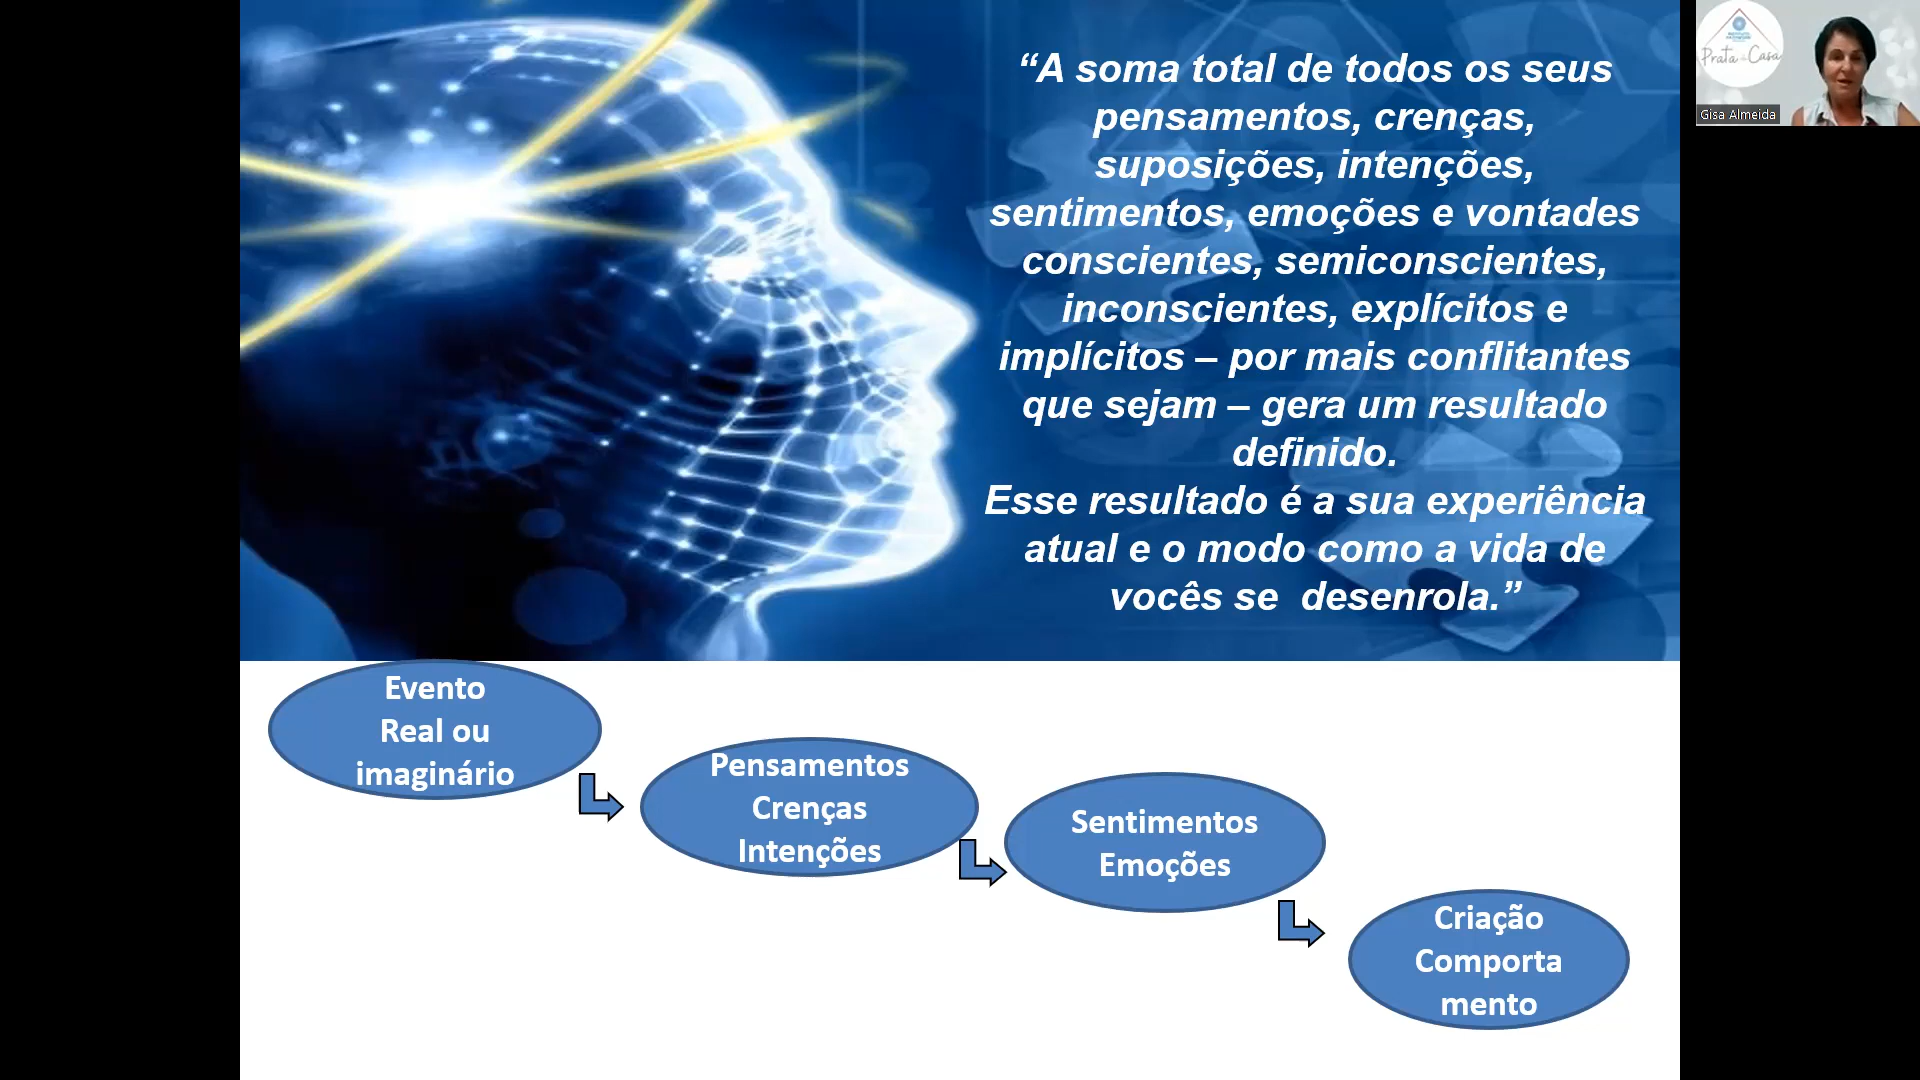 “A soma total de todos os seus
pensamentos, crenças,
suposições, intenções,
sentimentos, emoções e vontades
conscientes, semiconscientes,
inconscientes, explícitos e
implícitos – por mais conflitantes
que sejam – gera um resultado
definido.
Esse resultado é a sua experiência
atual e o modo como a vida de
vocês se  desenrola.”
Prata da Casa
Gisa Almeida
Evento
Real ou
imaginário
Pensamentos
Crenças
Intenções
Sentimentos
Emoções
Criação
Comporta
mento